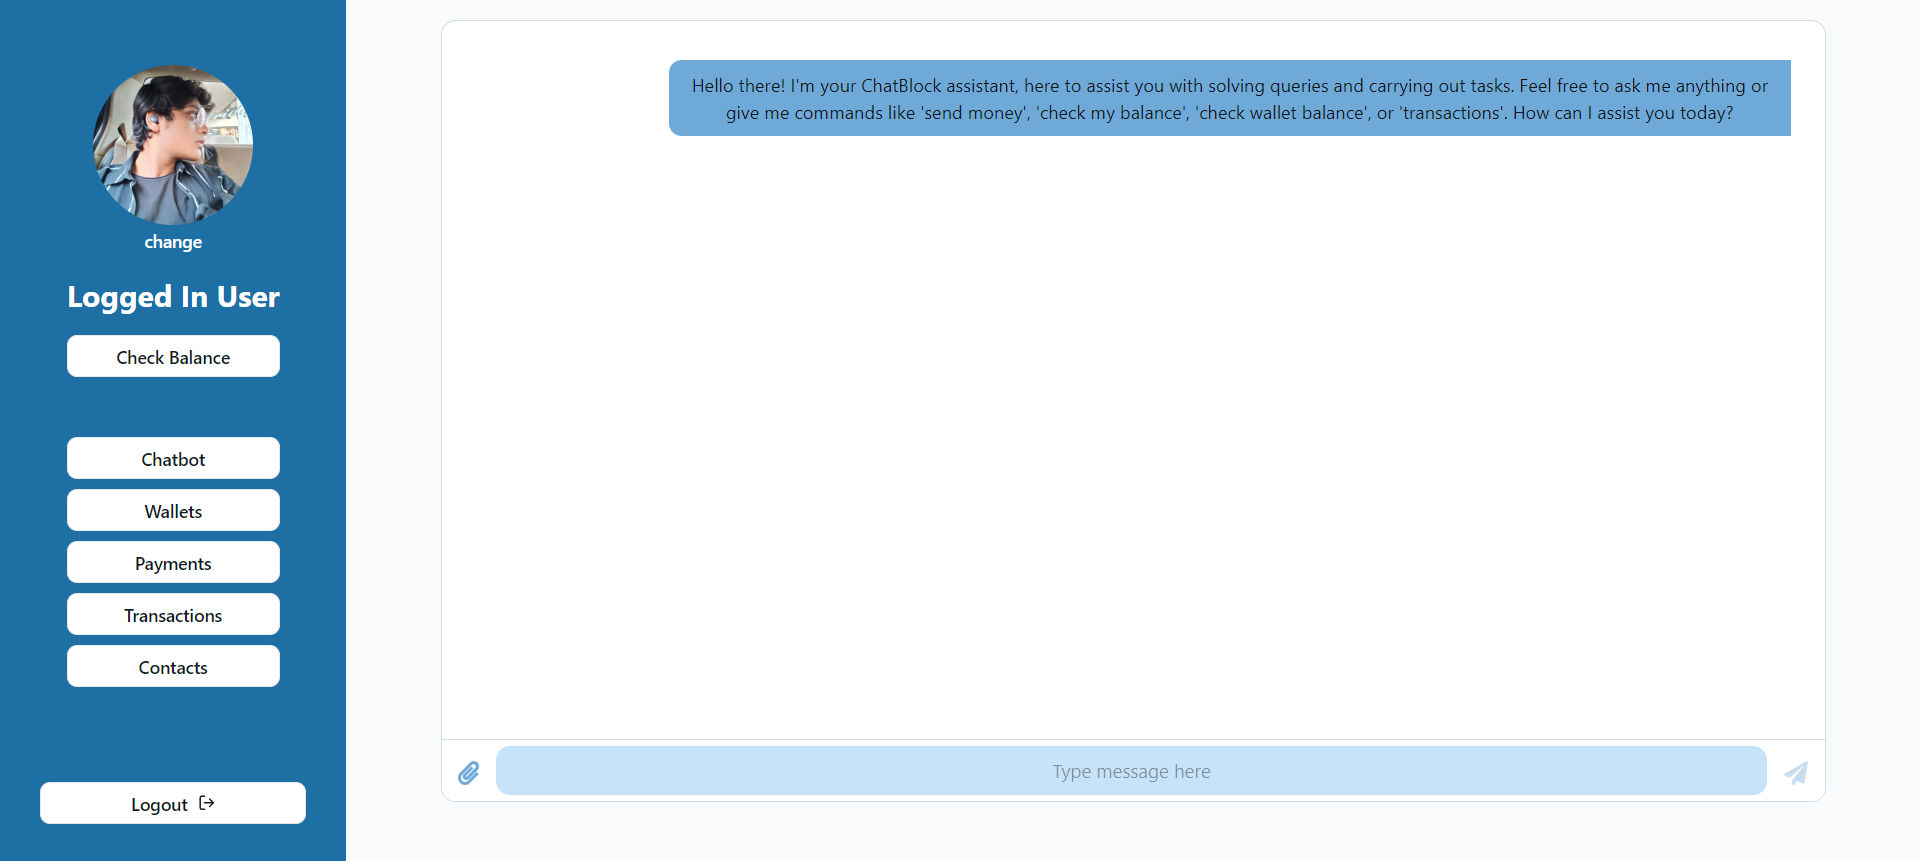 change
Logged In User
Check Balance
Chatbot
Wallets
Payments
Transactions
Contacts
Logout
Hello there! I'm your ChatBlock assistant, here to assist you with solving queries and carrying out tasks. Feel free to ask me anything or
give me commands like 'send money', 'check my balance', 'check wallet balance', or 'transactions'. How can I assist you today?
Type message here